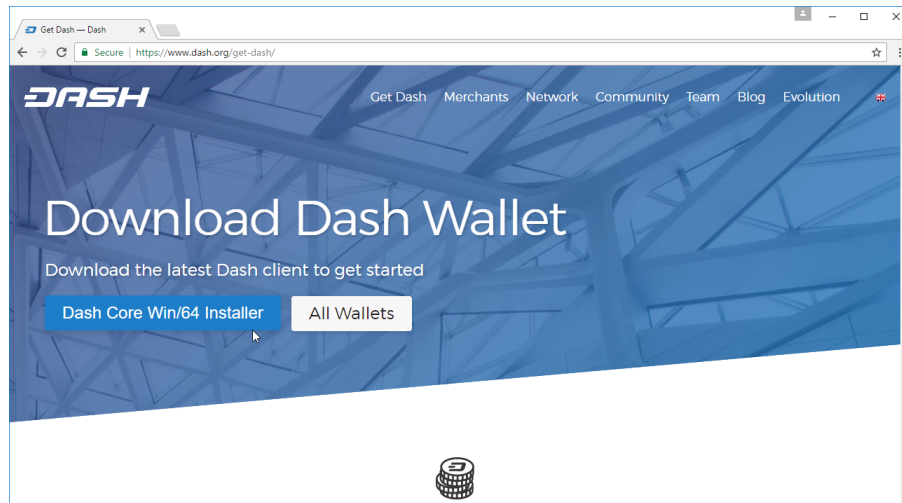 Get Dash — Dash
Secure | https://www.dash.org/get-dash/
DASH
Get Dash Merchants Network Community Team Blog Evolution
Download Dash Wallet
Download the latest Dash client to get started
Dash Core Win/64 Installer All Wallets